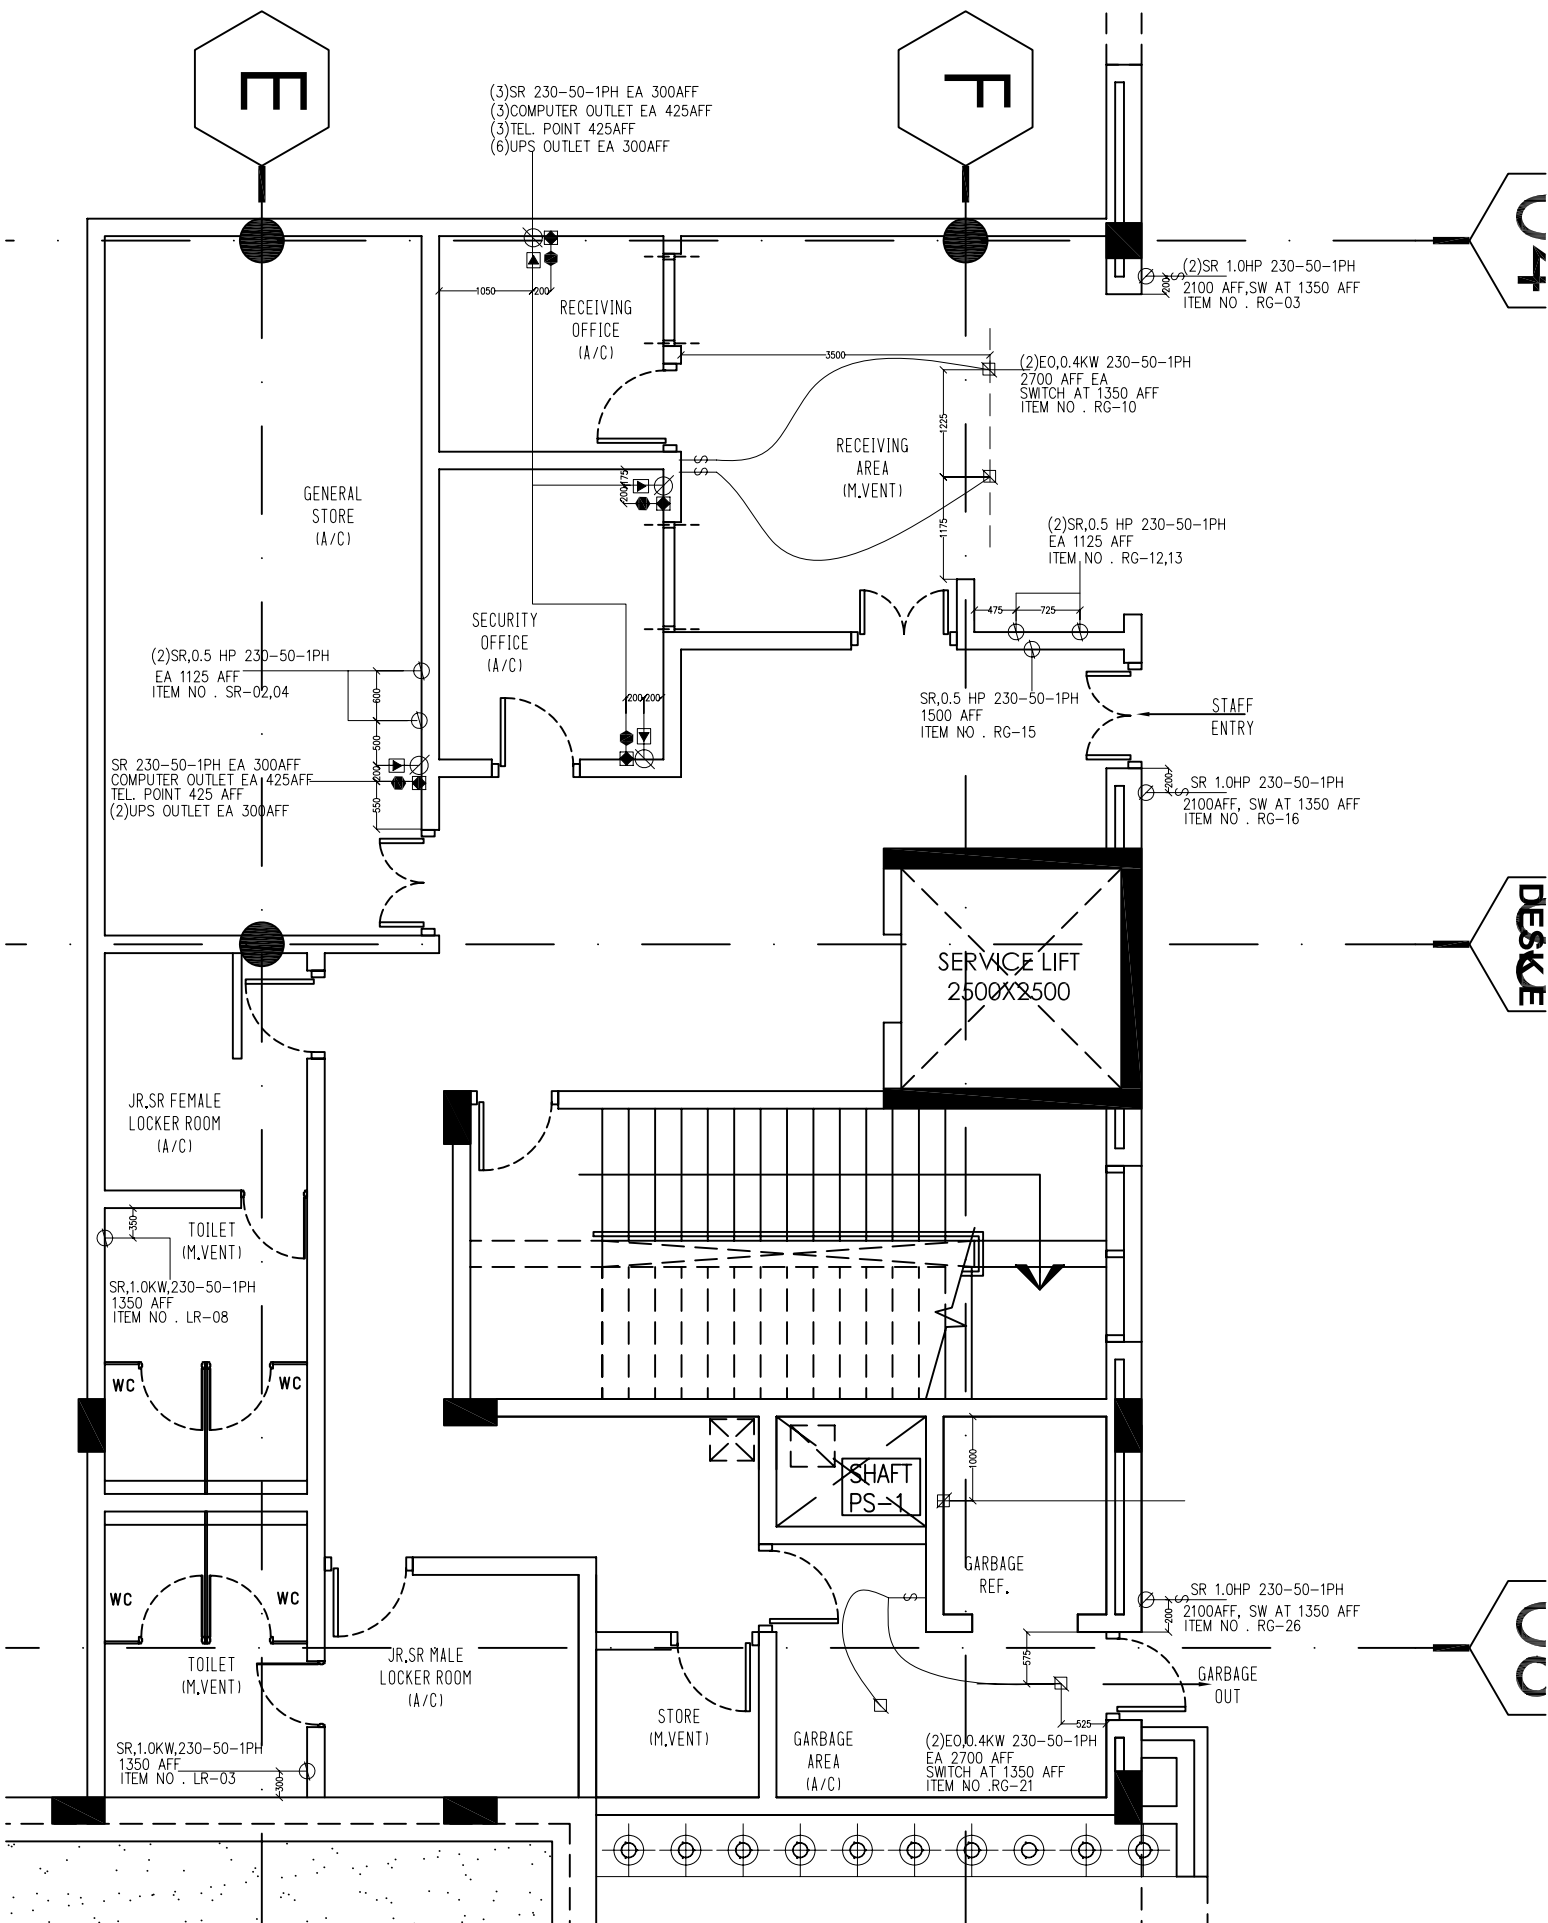 E
F
(3)SR 230-50-1PH EA 300AFF
(3)COMPUTER OUTLET EA 425AFF
(3)TEL. POINT 425AFF
(6)UPS OUTLET EA 300AFF
04
(2)SR 1.0HP 230-50-1PH
2100 AFF,SW AT 1350 AFF
ITEM NO . RG-03
S
200
1050
200
RECEIVING
OFFICE
(A/C)
3500
(2)EO,0.4KW 230-50-1PH
2700 AFF EA
SWITCH AT 1350 AFF
ITEM NO . RG-10
1225
RECEIVING
AREA
(M.VENT)
S
S
175
200
GENERAL
STORE
(A/C)
1175
(2)SR,0.5 HP 230-50-1PH
EA 1125 AFF
ITEM NO . RG-12,13
475
725
SECURITY
OFFICE
(A/C)
(2)SR,0.5 HP 230-50-1PH
EA 1125 AFF
ITEM NO . SR-02,04
600
500
200
550
200
200
SR,0.5 HP 230-50-1PH
1500 AFF
ITEM NO . RG-15
STAFF
ENTRY
SR 230-50-1PH EA 300AFF
COMPUTER OUTLET EA 425AFF
TEL. POINT 425 AFF
(2)UPS OUTLET EA 300AFF
200
S
SR 1.0HP 230-50-1PH
2100AFF, SW AT 1350 AFF
ITEM NO . RG-16
SERVICE LIFT
2500X2500
JR.SR FEMALE
LOCKER ROOM
(A/C)
350
TOILET
(M.VENT)
SR,1.0KW,230-50-1PH
1350 AFF
ITEM NO . LR-08
WC
WC
SHAFT
PS-1
1000
GARBAGE
REF.
WC
WC
S
SR 1.0HP 230-50-1PH
2100AFF, SW AT 1350 AFF
ITEM NO . RG-26
S
200
575
TOILET
(M.VENT)
JR.SR MALE
LOCKER ROOM
(A/C)
GARBAGE
OUT
STORE
(M.VENT)
525
GARBAGE
AREA
(A/C)
(2)EO,0.4KW 230-50-1PH
EA 2700 AFF
SWITCH AT 1350 AFF
ITEM NO .RG-21
SR,1.0KW,230-50-1PH
1350 AFF
ITEM NO . LR-03
300